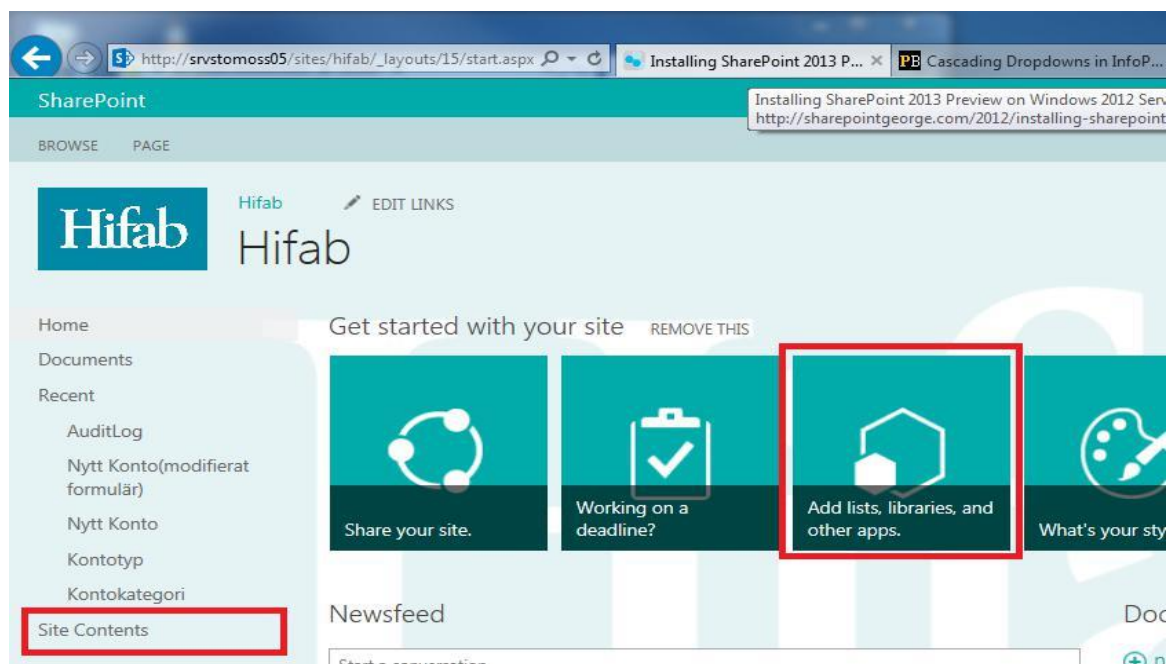 http://srvstomoss05/sites/hifab/_layouts/15/start.aspx
Installing SharePoint 2013 P...
PB Cascading Dropdowns in InfoP...
SharePoint
Installing SharePoint 2013 Preview on Windows 2012 Serv
http://sharepointgeorge.com/2012/installing-sharepoint
BROWSE PAGE
Hifab
Hifab
EDIT LINKS
Hifab
Home
Documents
Recent
AuditLog
Nytt Konto(modifierat
formulär)
Nytt Konto
Kontotyp
Kontokategori
Site Contents
Get started with your site REMOVE THIS
Share your site.
Working on a
deadline?
Add lists, libraries, and
other apps.
What's your sty
Newsfeed
Start a conversation
Doc